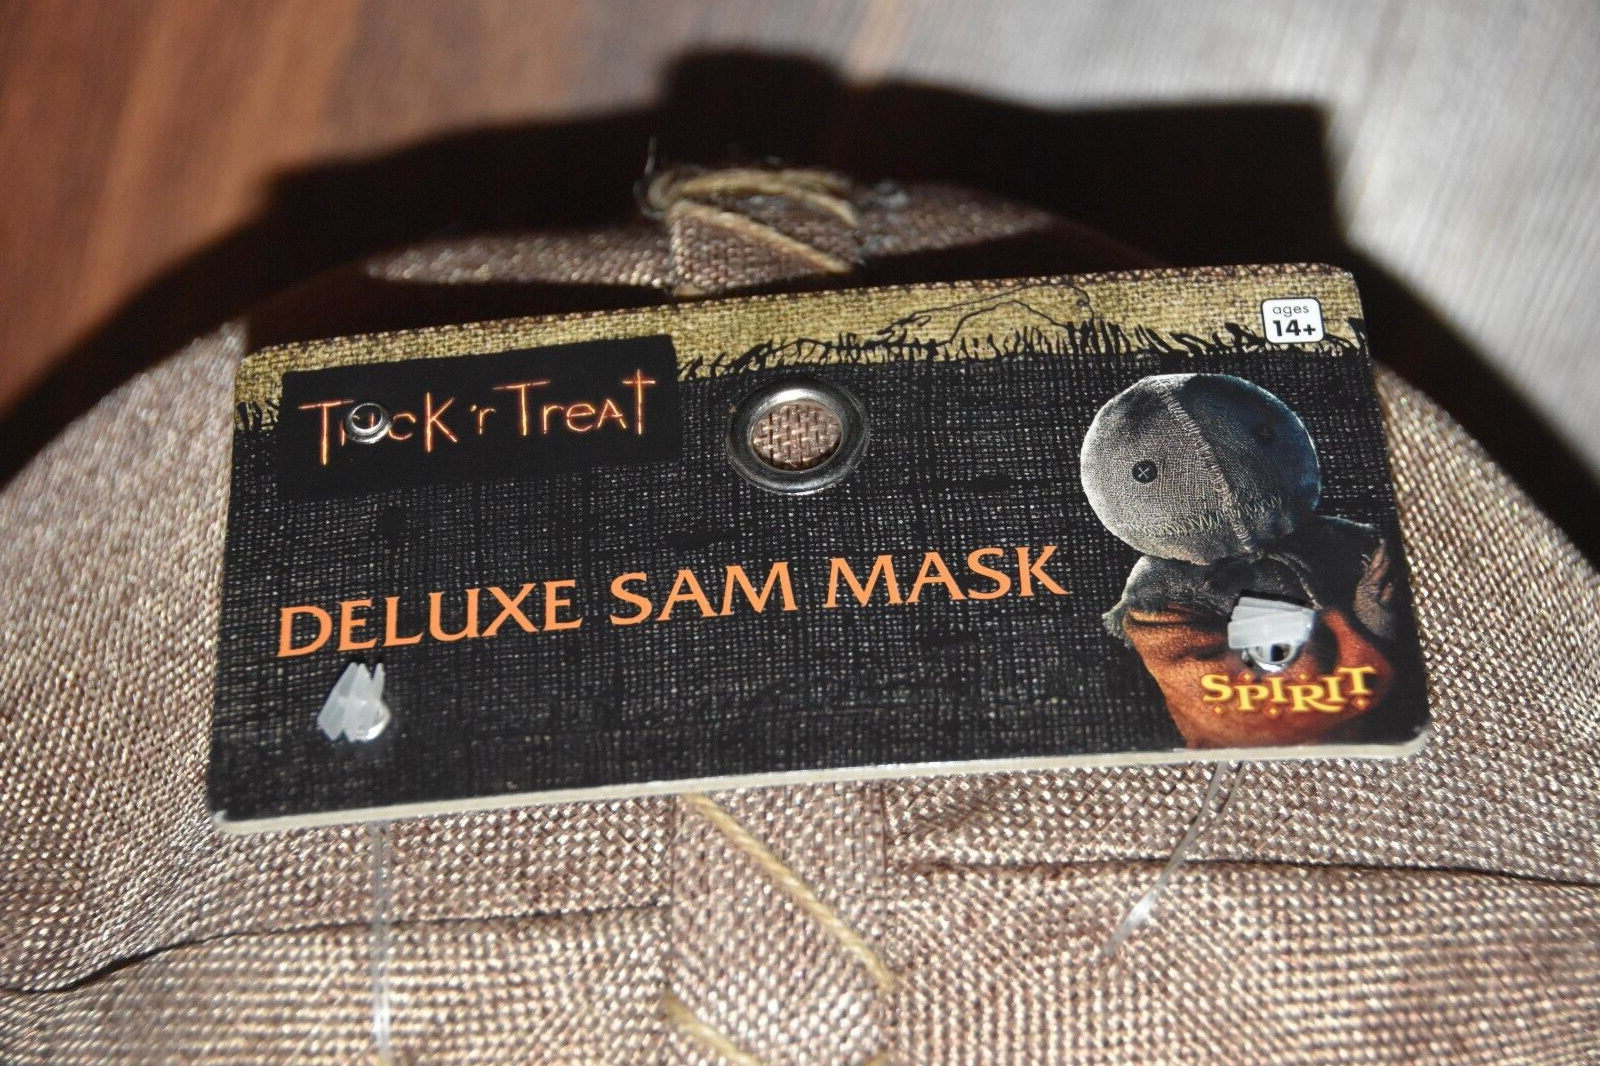 ages
14+
Trick 'r Treat
DELUXE SAM MASK
SPIRIT